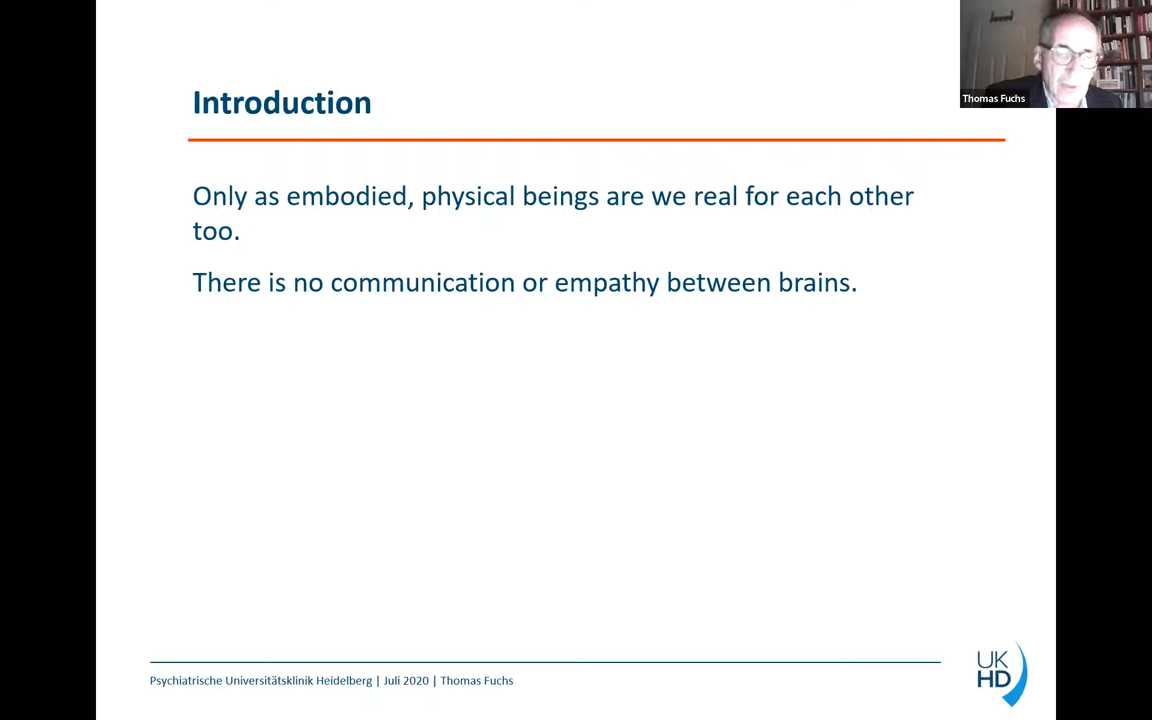 Thomas Fuchs
Introduction
Only as embodied, physical beings are we real for each other
too.
There is no communication or empathy between brains.
Psychiatrische Universitätsklinik Heidelberg | Juli 2020 | Thomas Fuchs
UK
HD